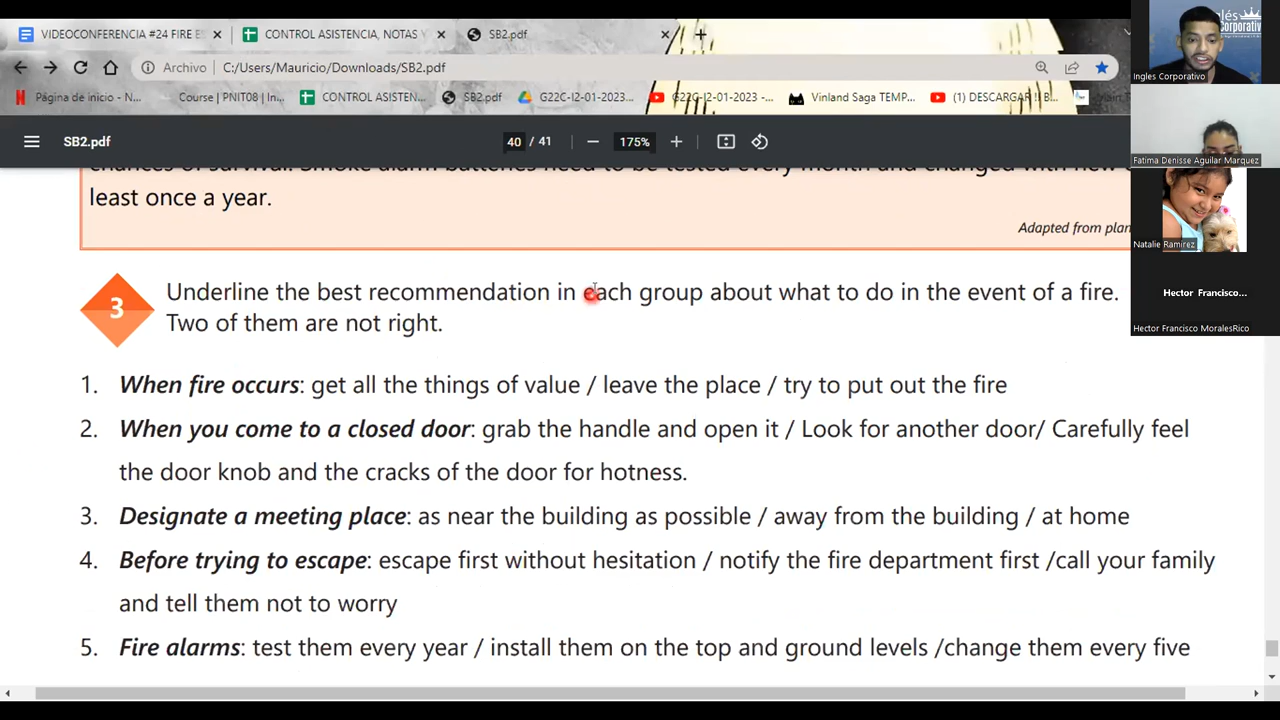 VIDEOCONFERENCIA #24 FIRE E
CONTROL ASISTENCIA, NOTAS
SB2.pdf
Archivo
C:/Users/Mauricio/Downloads/SB2.pdf
Página de inicio - N...
Course | PNIT08 | In...
CONTROL ASISTEN...
SB2.pdf
G22C-I2-01-2023 -...
G22C-I2-01-2023 -...
Vinland Saga TEMP...
(1) DESCARGAR !! B...
SB2.pdf
40 / 41
175%
Ingles Corporativo
Fatima Denisse Aguilar Marquez
Natalie Ramirez
Hector Francisco...
Hector Francisco MoralesRico
least once a year.
Adapted from plan
3
Underline the best recommendation in each group about what to do in the event of a fire.
Two of them are not right.
1. When fire occurs: get all the things of value / leave the place / try to put out the fire
2. When you come to a closed door: grab the handle and open it / Look for another door/ Carefully feel
the door knob and the cracks of the door for hotness.
3. Designate a meeting place: as near the building as possible / away from the building / at home
4. Before trying to escape: escape first without hesitation / notify the fire department first /call your family
and tell them not to worry
5. Fire alarms: test them every year / install them on the top and ground levels /change them every five